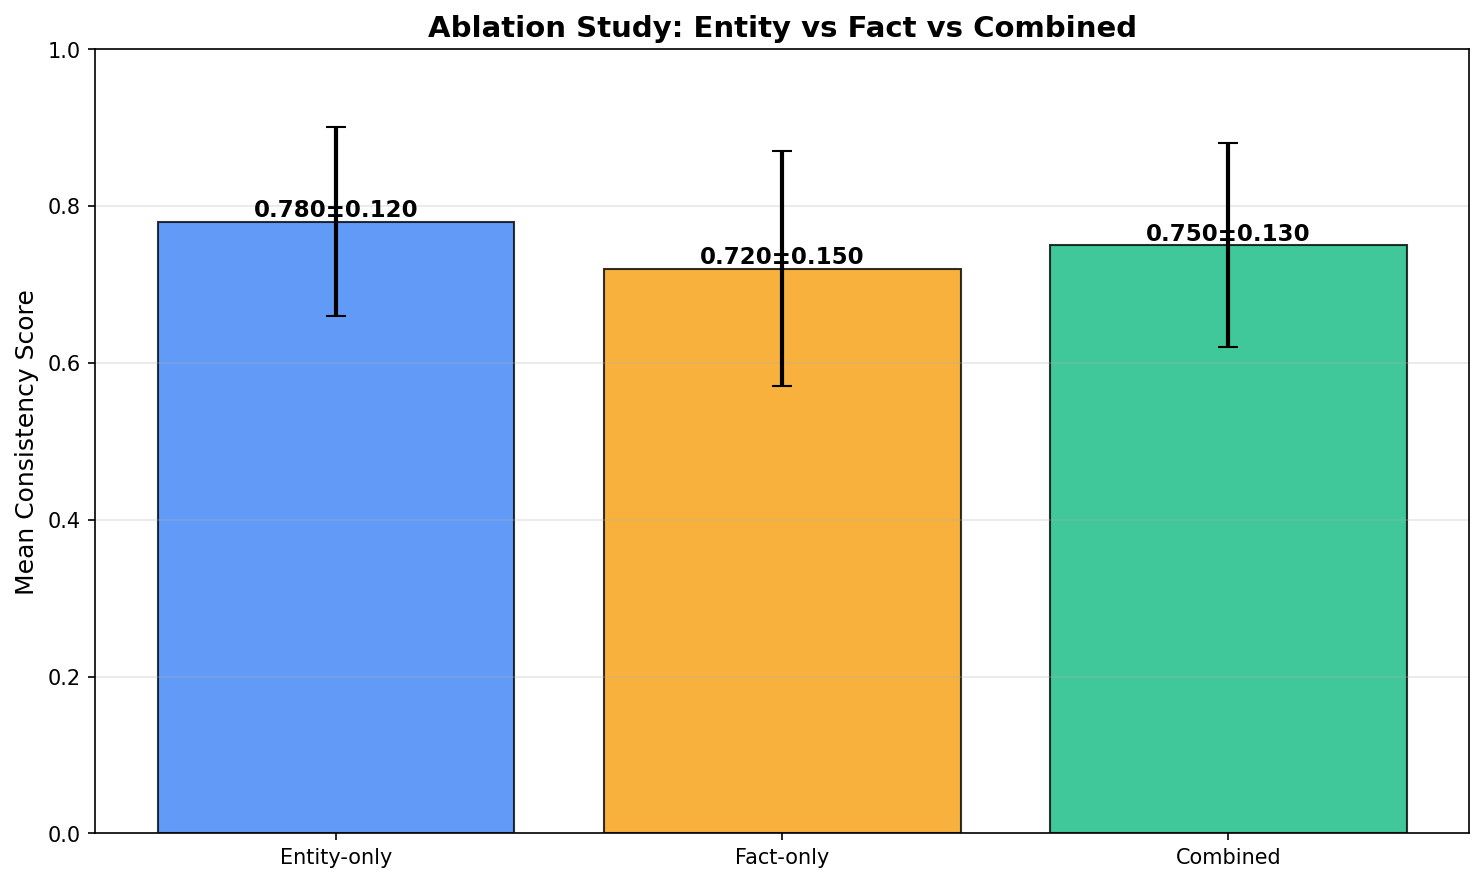 Ablation Study: Entity vs Fact vs Combined
Mean Consistency Score
1.0
0.8
0.6
0.4
0.2
0.0
0.780±0.120
0.720±0.150
0.750±0.130
Entity-only
Fact-only
Combined